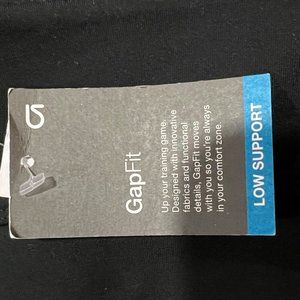 GapFit
Up your training game.
Designed with innovative
fabrics and functional
details, GapFit moves
with you so you're always
in your comfort zone
LOW SUPPORT